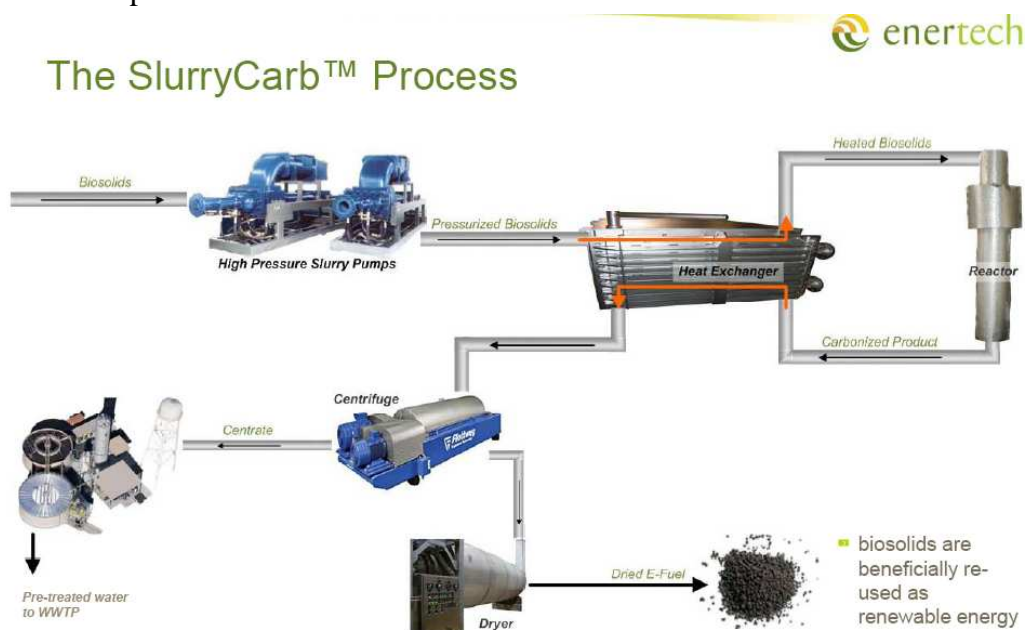 enertech
The SlurryCarb™ Process
Biosolids
High Pressure Slurry Pumps
Pressurized Biosolids
Heat Exchanger
Heated Biosolids
Reactor
Carbonized Product
Centrifuge
Flottweg
Centrate
Pre-treated water
to WWTP
Dryer
Dried E-Fuel
biosolids are
beneficially re-
used as
renewable energy